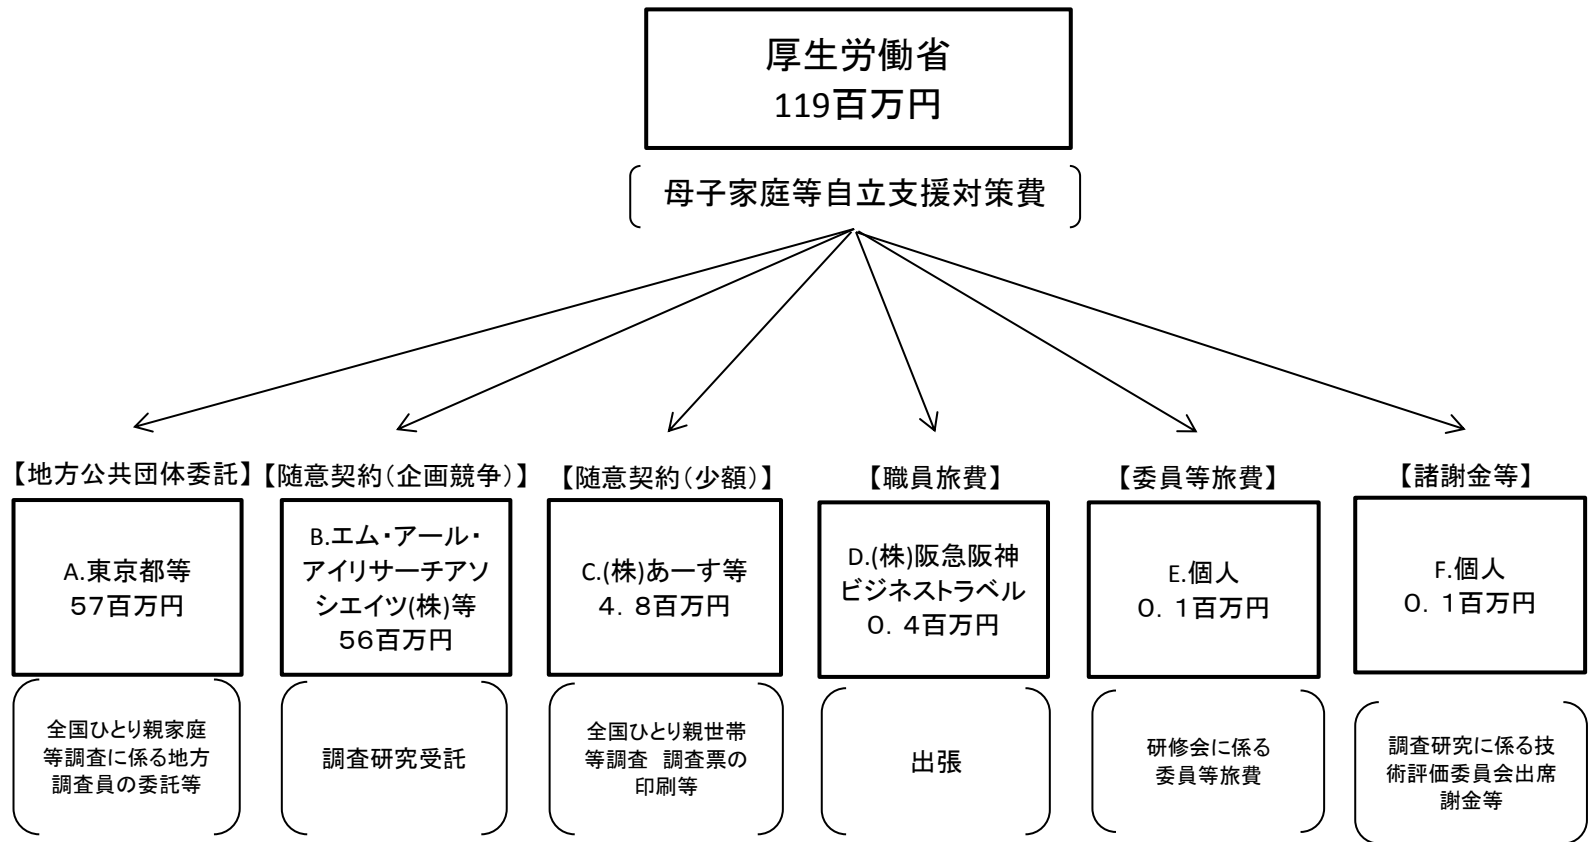 厚生労働省
119百万円
母子家庭等自立支援対策費
【地方公共団体委託】
A.東京都等
５７百万円
全国ひとり親家庭
等調査に係る地方
調査員の委託等
【随意契約（企画競争）】
B.エム・アール・
アイリサーチアソ
シエイツ(株)等
５６百万円
調査研究受託
【随意契約（少額）】
C.(株)あーす等
４．８百万円
全国ひとり親世帯
等調査　調査票の
印刷等
【職員旅費】
D.(株)阪急阪神
ビジネストラベル
０．４百万円
出張
【委員等旅費】
E.個人
０．１百万円
研修会に係る
委員等旅費
【諸謝金等】
F.個人
０．１百万円
調査研究に係る技
術評価委員会出席
謝金等